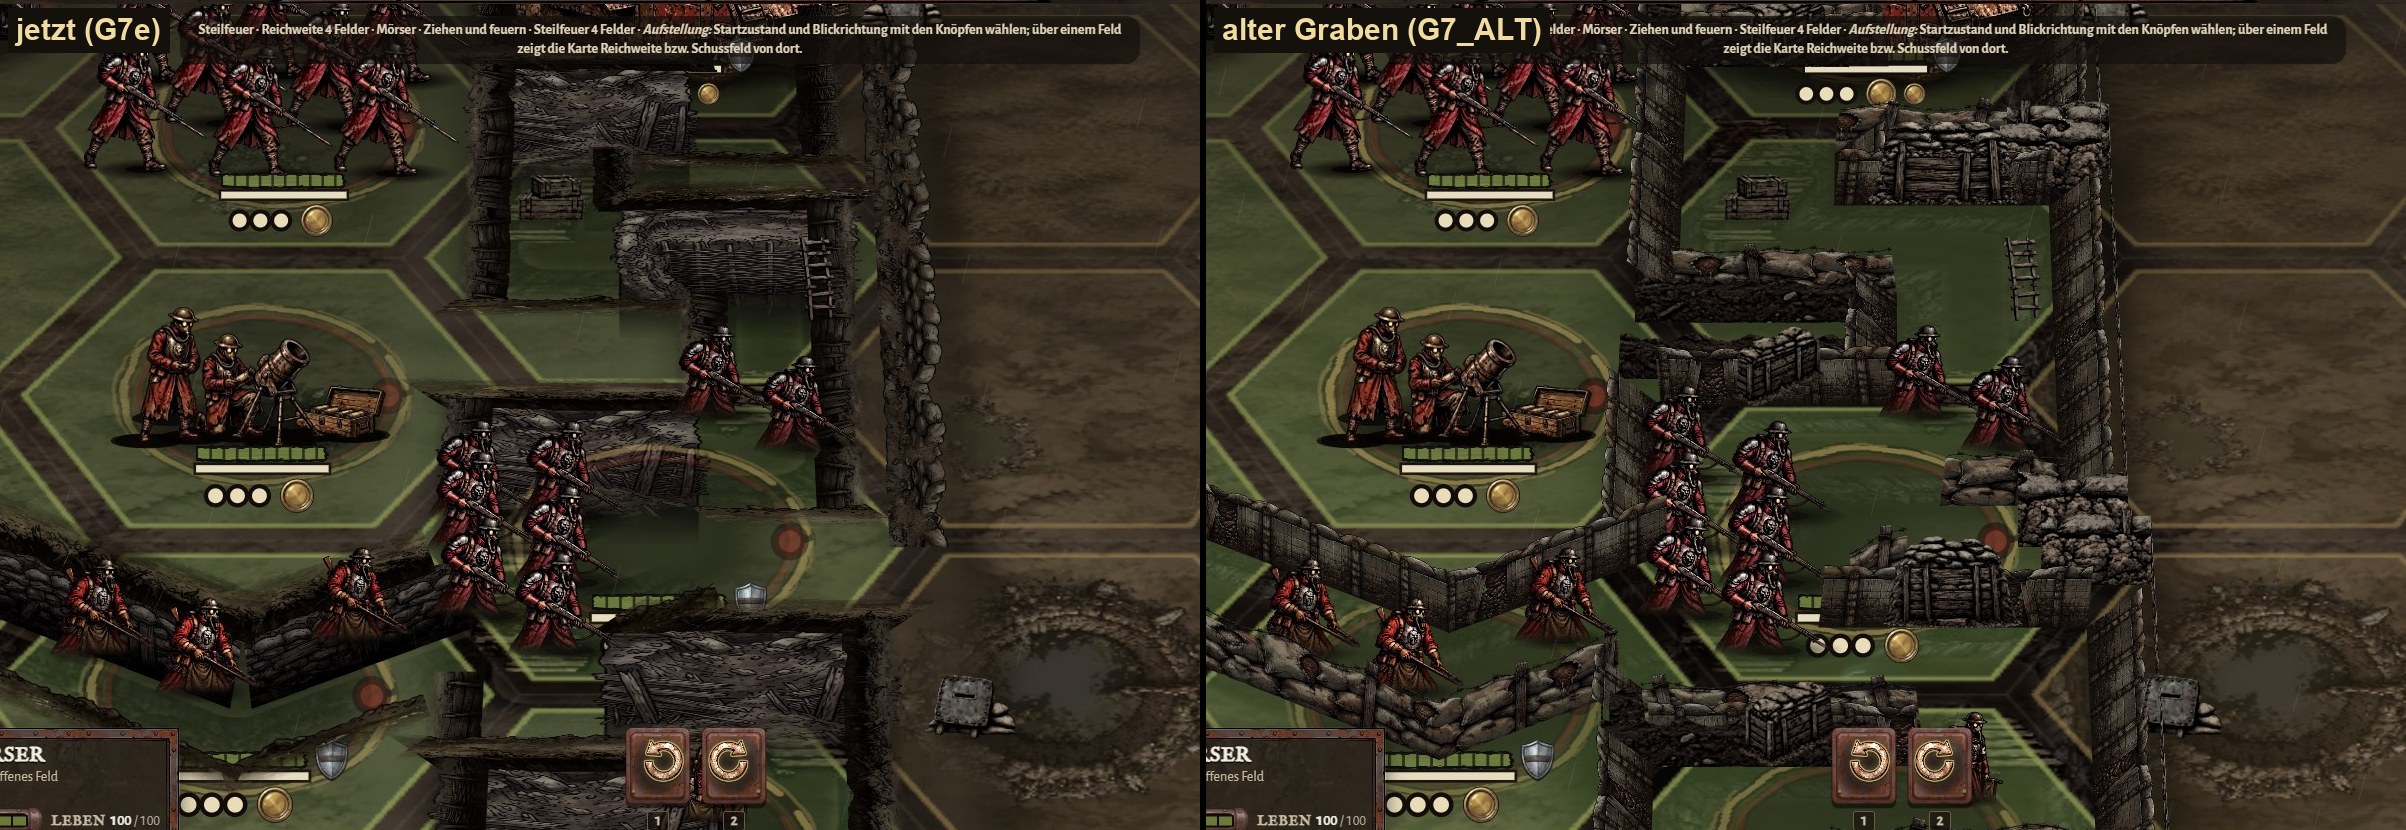 jetzt (G7e)
Steilfeuer · Reichweite 4 Felder · Mörser · Ziehen und feuern · Steilfeuer 4 Felder · Aufstellung: Startzustand und Blickrichtung mit den Knöpfen wählen; über einem Feld
zeigt die Karte Reichweite bzw. Schussfeld von dort.
RSER
ffenes Feld
LEBEN 100/100
1
2
alter Graben (G7_ALT)
elder · Mörser · Ziehen und feuern · Steilfeuer 4 Felder · Aufstellung: Startzustand und Blickrichtung mit den Knöpfen wählen; über einem Feld
zeigt die Karte Reichweite bzw. Schussfeld von dort.
RSER
ffenes Feld
LEBEN 100/100
1
2